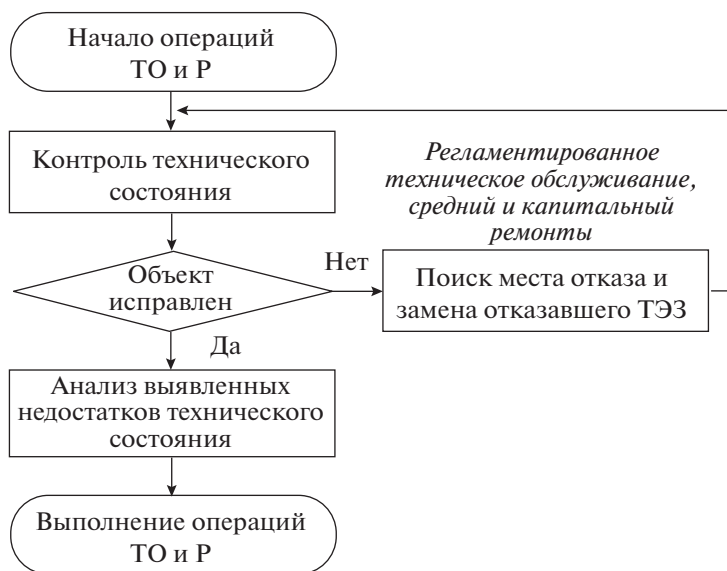 Начало операций
ТО и Р
Контроль технического
состояния
Регламентированное
техническое обслуживание,
средний и капитальный
ремонты
Объект
исправлен
Нет
Поиск места отказа и
замена отказавшего ТЭЗ
Да
Анализ выявленных
недостатков технического
состояния
Выполнение операций
ТО и Р